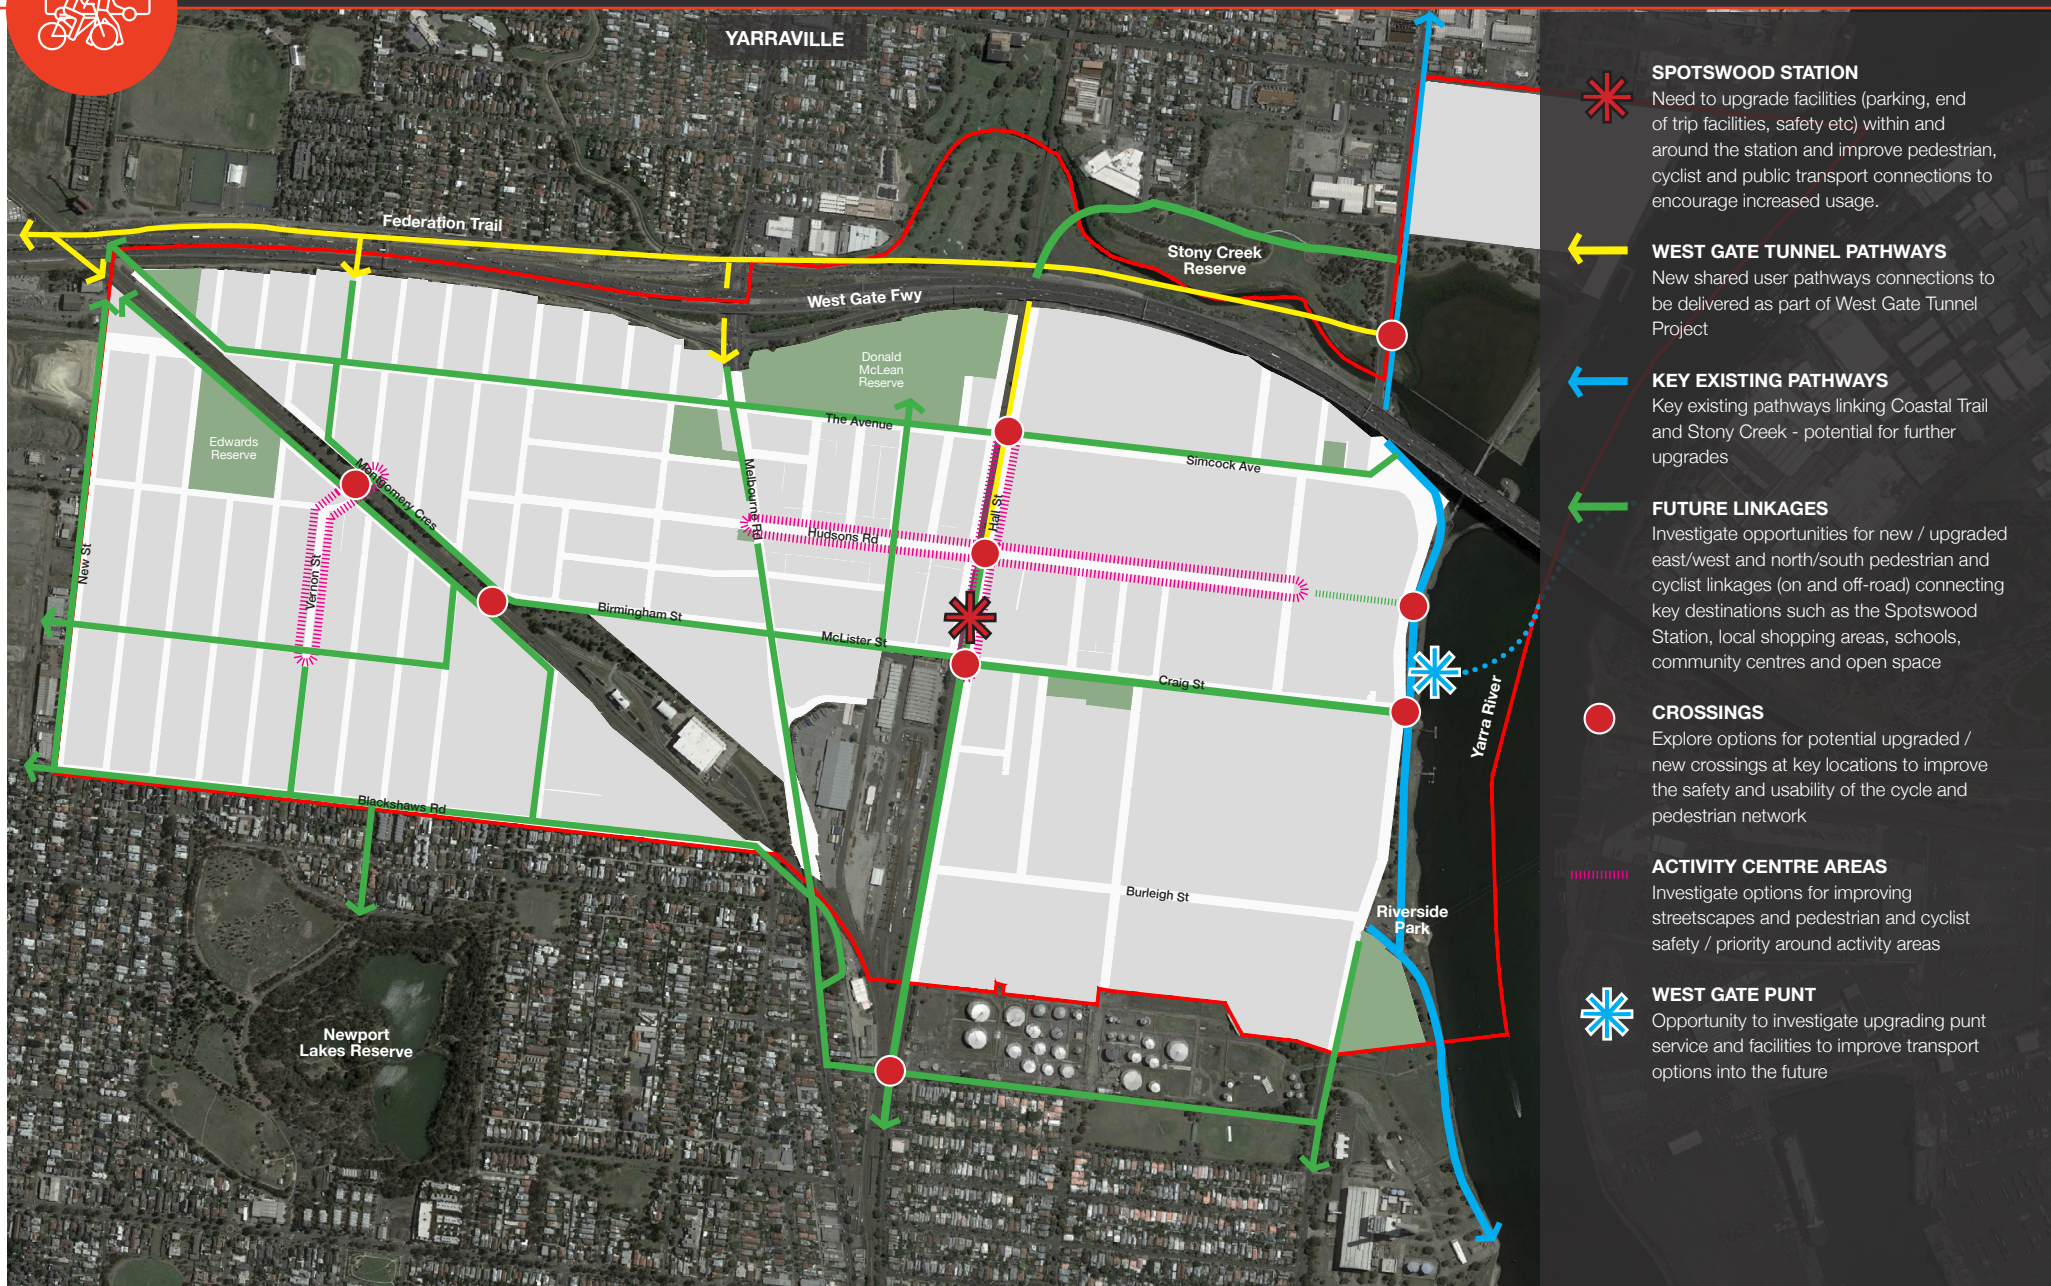 YARRAVILLE
Federation Trail
Stony Creek
Reserve
West Gate Fwy
Donald
McLean
Reserve
The Avenue
Edwards
Reserve
Simcock Ave
Montgomery Cres
Melbourne Rd
Hall St
Hudsons Rd
New St
Vernon St
Birmingham St
McLister St
Craig St
Yarra River
Blackshaws Rd
Burleigh St
Riverside
Park
Newport
Lakes Reserve
SPOTSWOOD STATION
Need to upgrade facilities (parking, end
of trip facilities, safety etc) within and
around the station and improve pedestrian,
cyclist and public transport connections to
encourage increased usage.
WEST GATE TUNNEL PATHWAYS
New shared user pathways connections to
be delivered as part of West Gate Tunnel
Project
KEY EXISTING PATHWAYS
Key existing pathways linking Coastal Trail
and Stony Creek - potential for further
upgrades
FUTURE LINKAGES
Investigate opportunities for new / upgraded
east/west and north/south pedestrian and
cyclist linkages (on and off-road) connecting
key destinations such as the Spotswood
Station, local shopping areas, schools,
community centres and open space
CROSSINGS
Explore options for potential upgraded /
new crossings at key locations to improve
the safety and usability of the cycle and
pedestrian network
ACTIVITY CENTRE AREAS
Investigate options for improving
streetscapes and pedestrian and cyclist
safety / priority around activity areas
WEST GATE PUNT
Opportunity to investigate upgrading punt
service and facilities to improve transport
options into the future